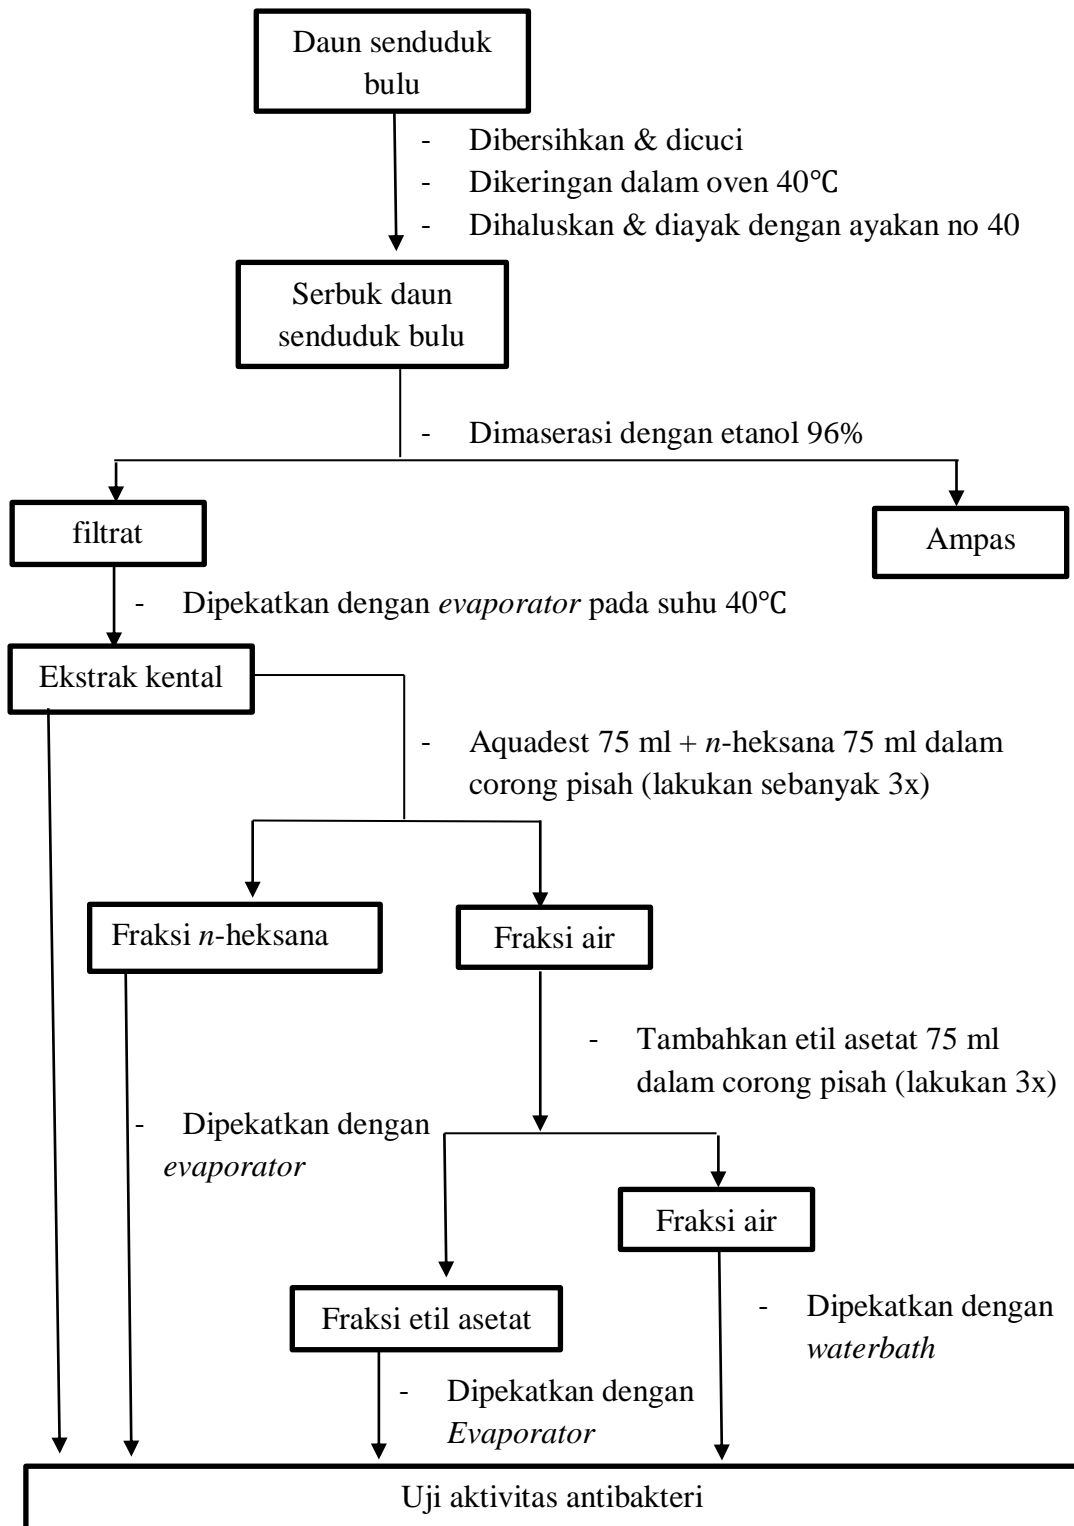 Daun senduduk
bulu
- Dibersihkan & dicuci
- Dikeringan dalam oven 40℃
- Dihaluskan & diayak dengan ayakan no 40
Serbuk daun
senduduk bulu
- Dimaserasi dengan etanol 96%
filtrat
Ampas
- Dipekatkan dengan evaporator pada suhu 40℃
Ekstrak kental
- Aquadest 75 ml + n-heksana 75 ml dalam
corong pisah (lakukan sebanyak 3x)
Fraksi n-heksana
Fraksi air
- Tambahkan etil asetat 75 ml
dalam corong pisah (lakukan 3x)
- Dipekatkan dengan
evaporator
Fraksi air
Fraksi etil asetat
- Dipekatkan dengan
waterbath
- Dipekatkan dengan
Evaporator
Uji aktivitas antibakteri